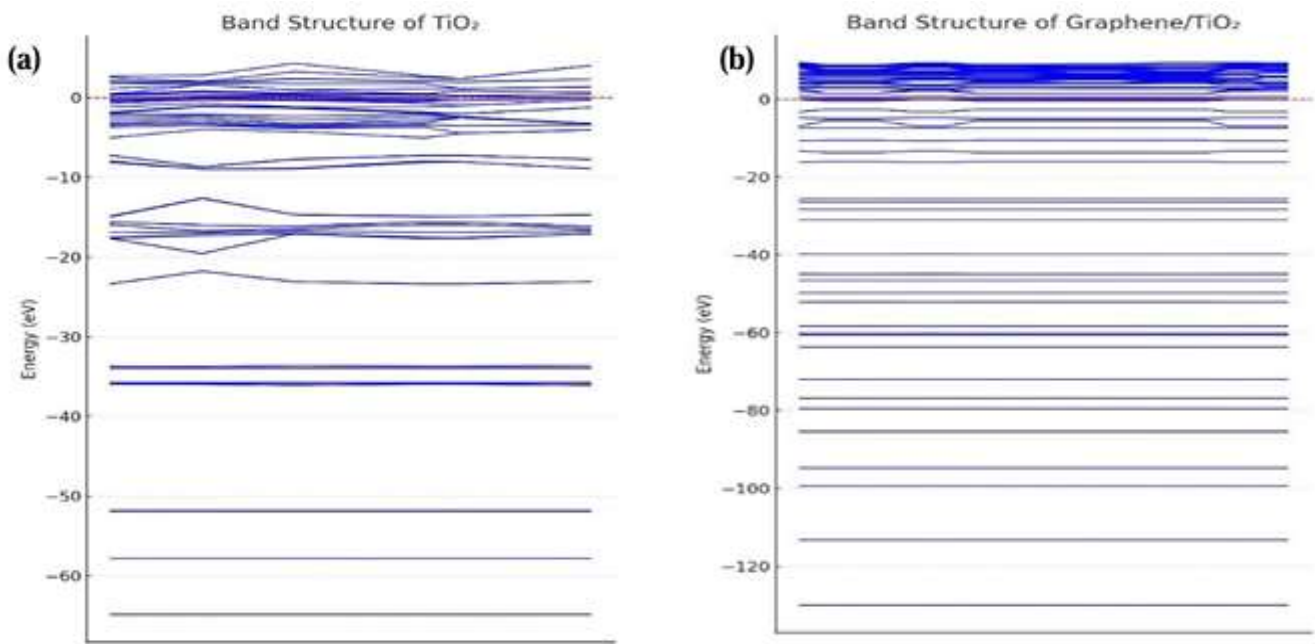 Band Structure of TiO₂
(a)
0
−10
−20
−30
−40
−50
−60
Energy (eV)
Band Structure of Graphene/TiO₂
(b)
0
−20
−40
−60
−80
−100
−120
Energy (eV)